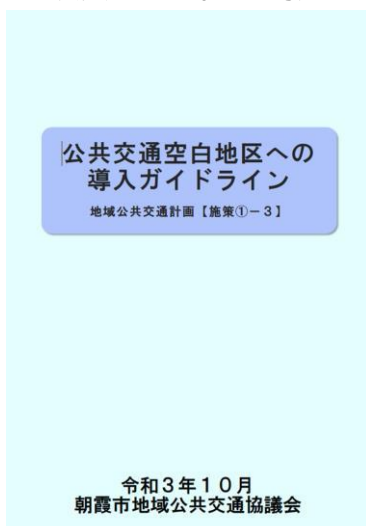 公共交通空白地区への
導入ガイドライン
地域公共交通計画【施策①－３】
令和３年１０月
朝霞市地域公共交通協議会